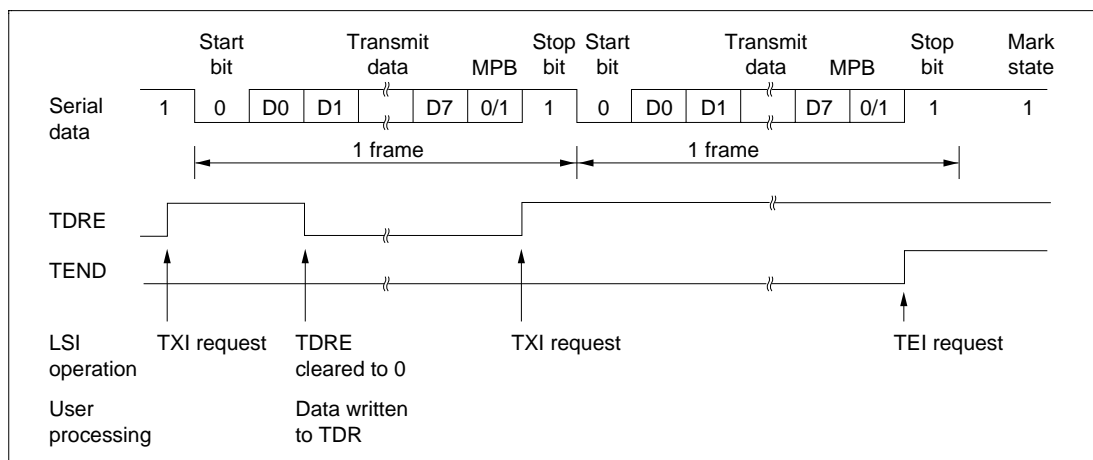 Start bit Transmit data MPB Stop bit Start bit Transmit data MPB Stop bit Mark state
Serial data 1 0 D0 D1 D7 0/1 1 0 D0 D1 D7 0/1 1 1
1 frame 1 frame
TDRE
TEND
LSI operation TXI request TDRE cleared to 0 TXI request TEI request
User processing Data written to TDR